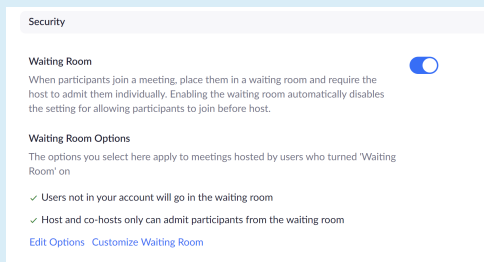 Security
Waiting Room
When participants join a meeting, place them in a waiting room and require the
host to admit them individually. Enabling the waiting room automatically disables
the setting for allowing participants to join before host.
Waiting Room Options
The options you select here apply to meetings hosted by users who turned 'Waiting
Room' on
Users not in your account will go in the waiting room
Host and co-hosts only can admit participants from the waiting room
Edit Options Customize Waiting Room